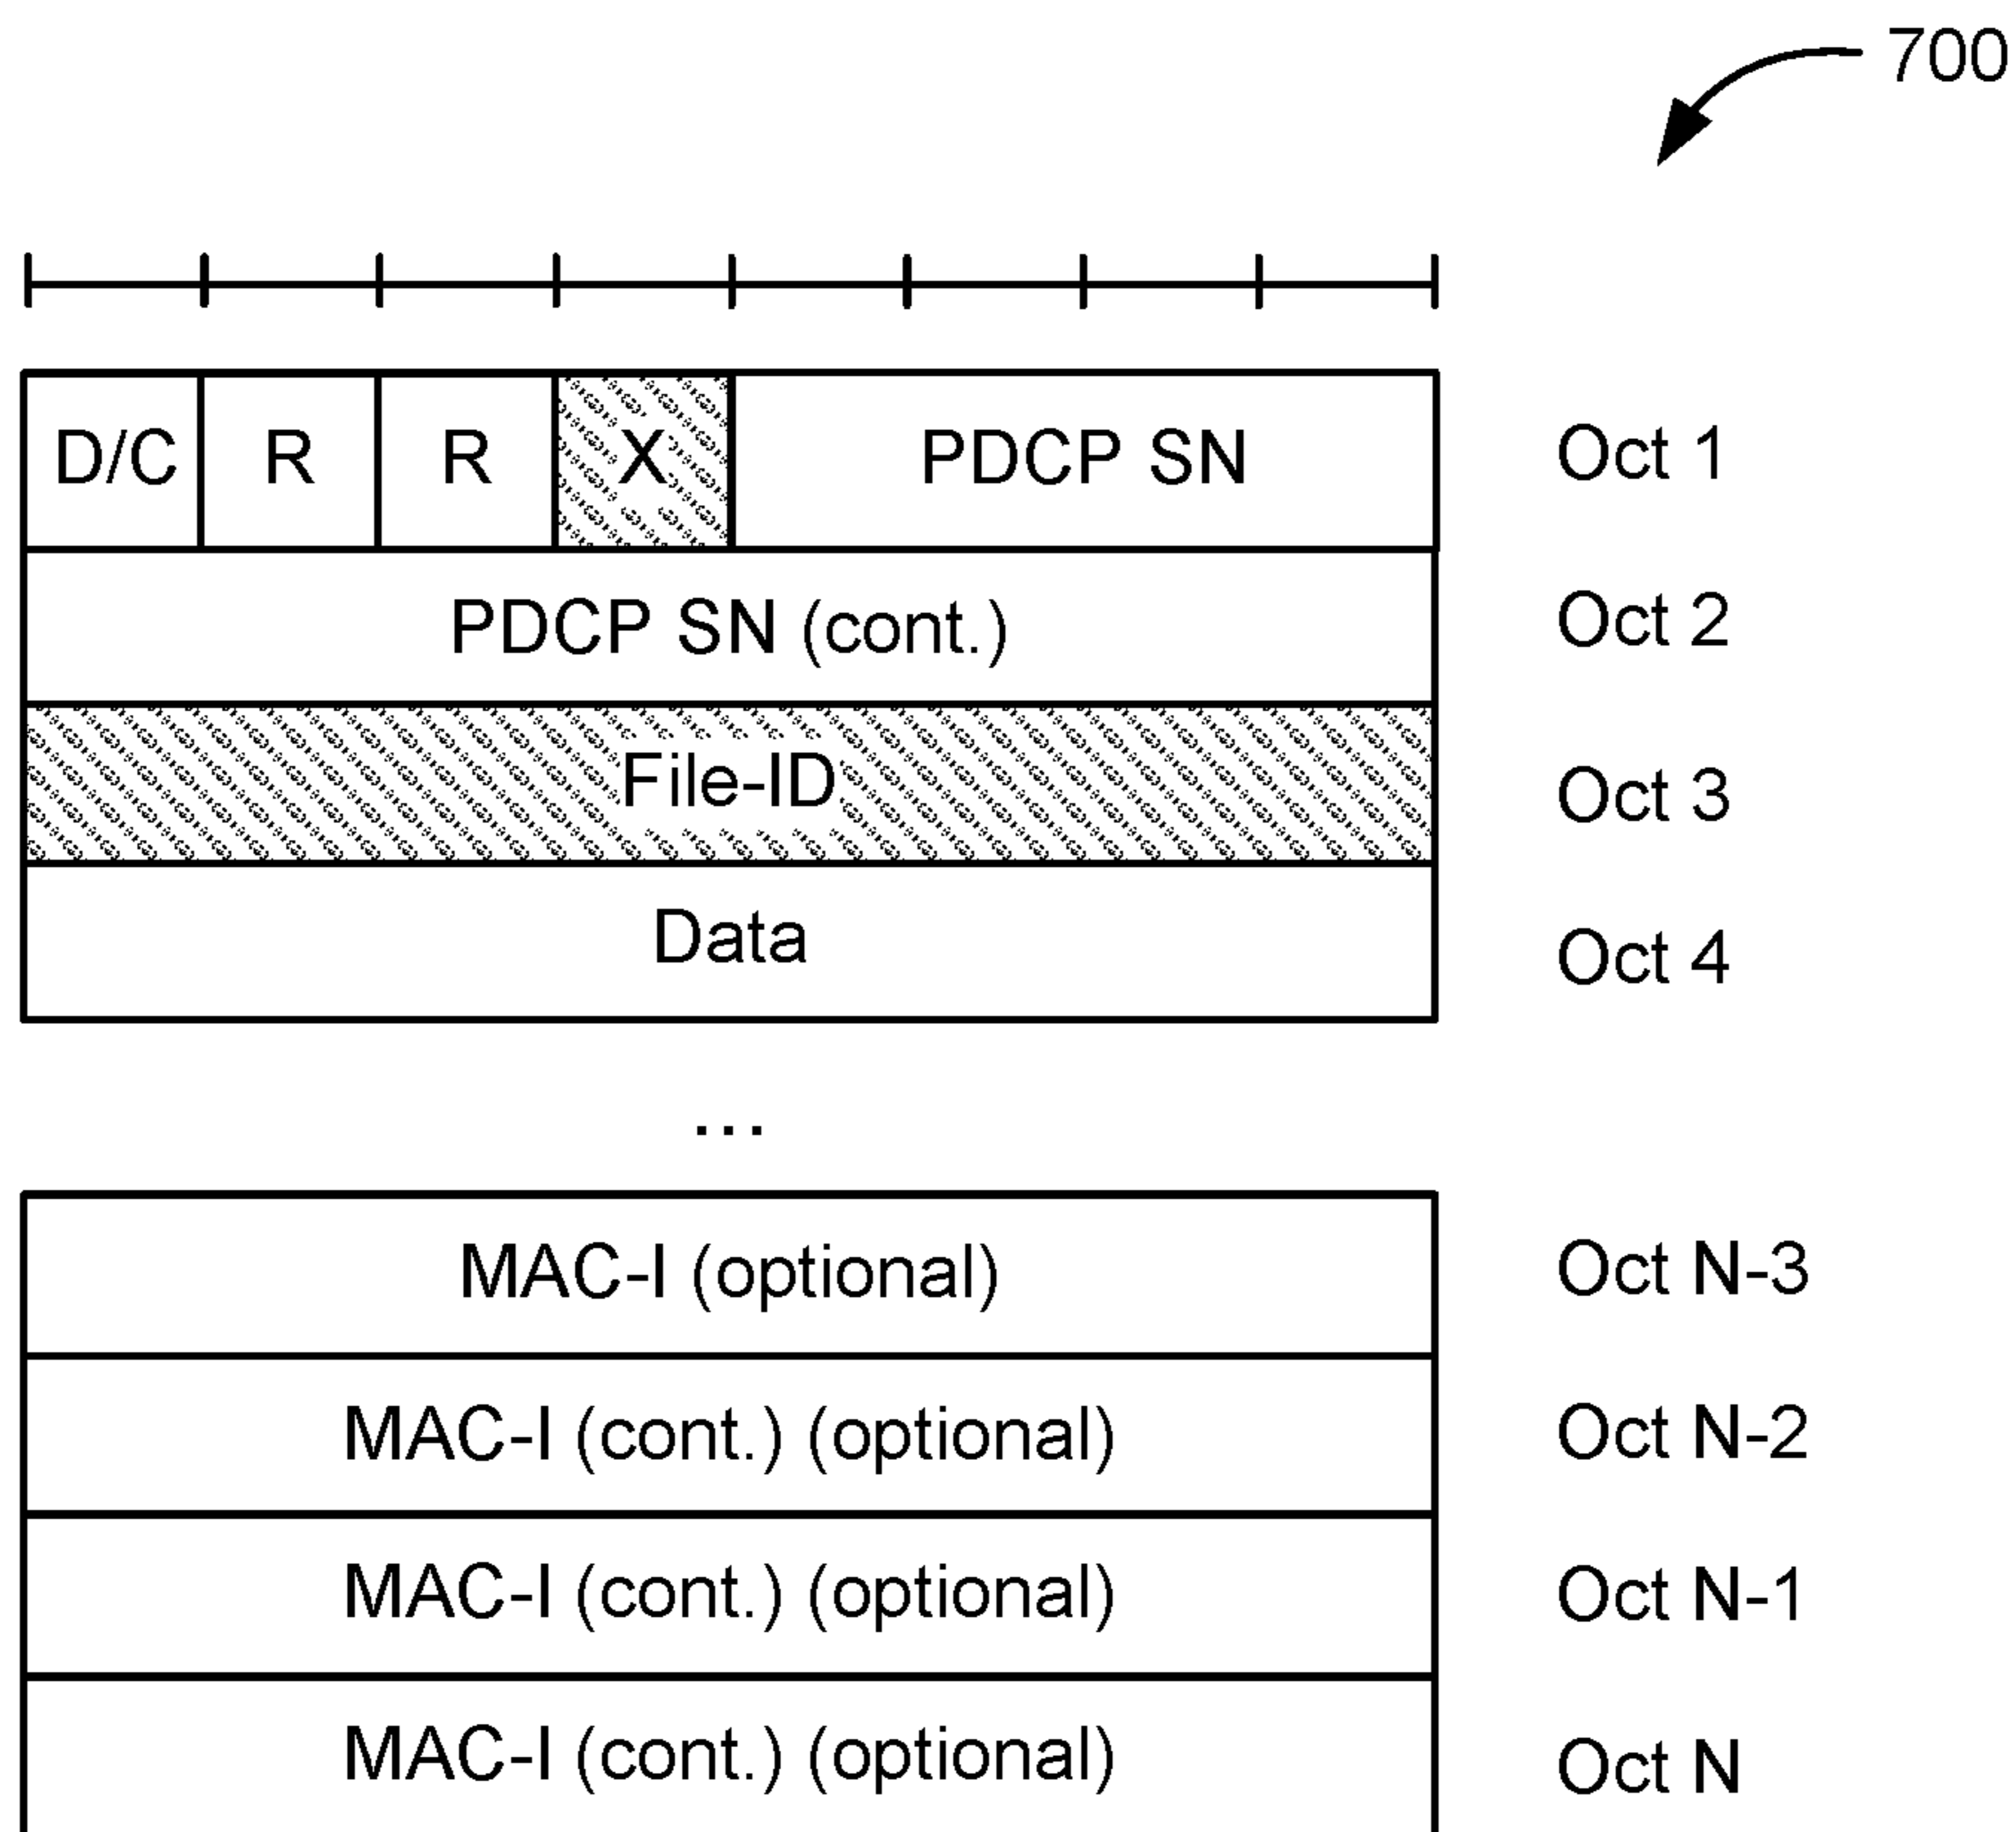 700
D/C R R X PDCP SN Oct 1
PDCP SN (cont.) Oct 2
File-ID Oct 3
Data Oct 4
...
MAC-I (optional) Oct N-3
MAC-I (cont.) (optional) Oct N-2
MAC-I (cont.) (optional) Oct N-1
MAC-I (cont.) (optional) Oct N